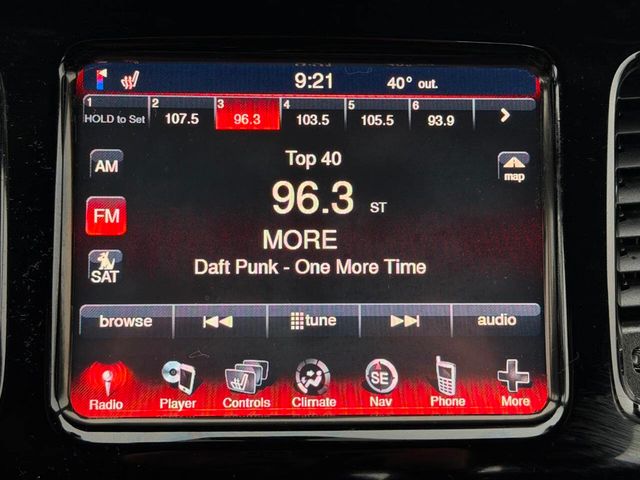 9:21 40° out.
1 2 3 4 5 6
HOLD to Set 107.5 96.3 103.5 105.5 93.9 >
Top 40
AM
map
96.3 ST
FM
MORE
Daft Punk - One More Time
SAT
browse tune audio
SE
Radio Player Controls Climate Nav Phone More